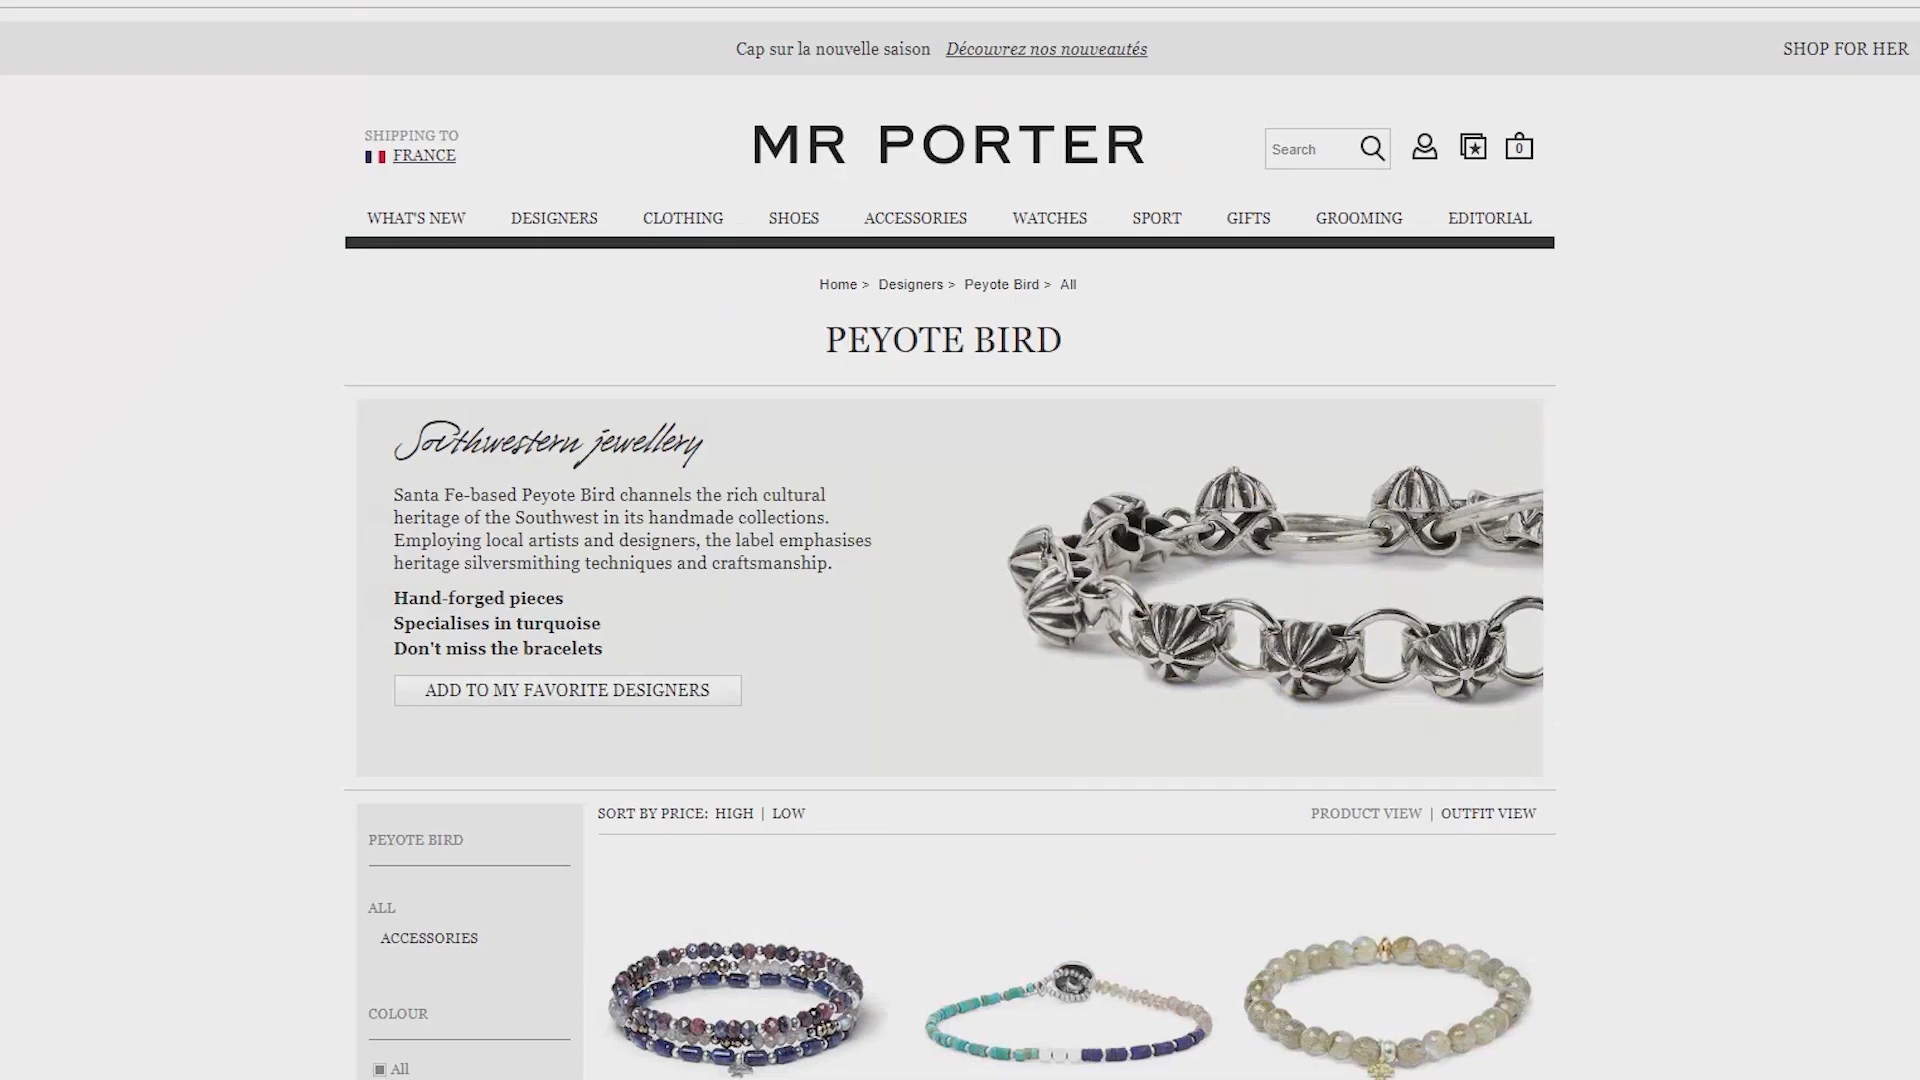 Cap sur la nouvelle saison Découvrez nos nouveautés
SHOP FOR HER
SHIPPING TO
FRANCE
MR PORTER
Search
0
WHAT'S NEW DESIGNERS CLOTHING SHOES ACCESSORIES WATCHES SPORT GIFTS GROOMING EDITORIAL
Home > Designers > Peyote Bird > All
PEYOTE BIRD
Southwestern jewellery
Santa Fe-based Peyote Bird channels the rich cultural
heritage of the Southwest in its handmade collections.
Employing local artists and designers, the label emphasises
heritage silversmithing techniques and craftsmanship.
Hand-forged pieces
Specialises in turquoise
Don't miss the bracelets
ADD TO MY FAVORITE DESIGNERS
SORT BY PRICE: HIGH | LOW
PRODUCT VIEW | OUTFIT VIEW
PEYOTE BIRD
ALL
ACCESSORIES
COLOUR
All